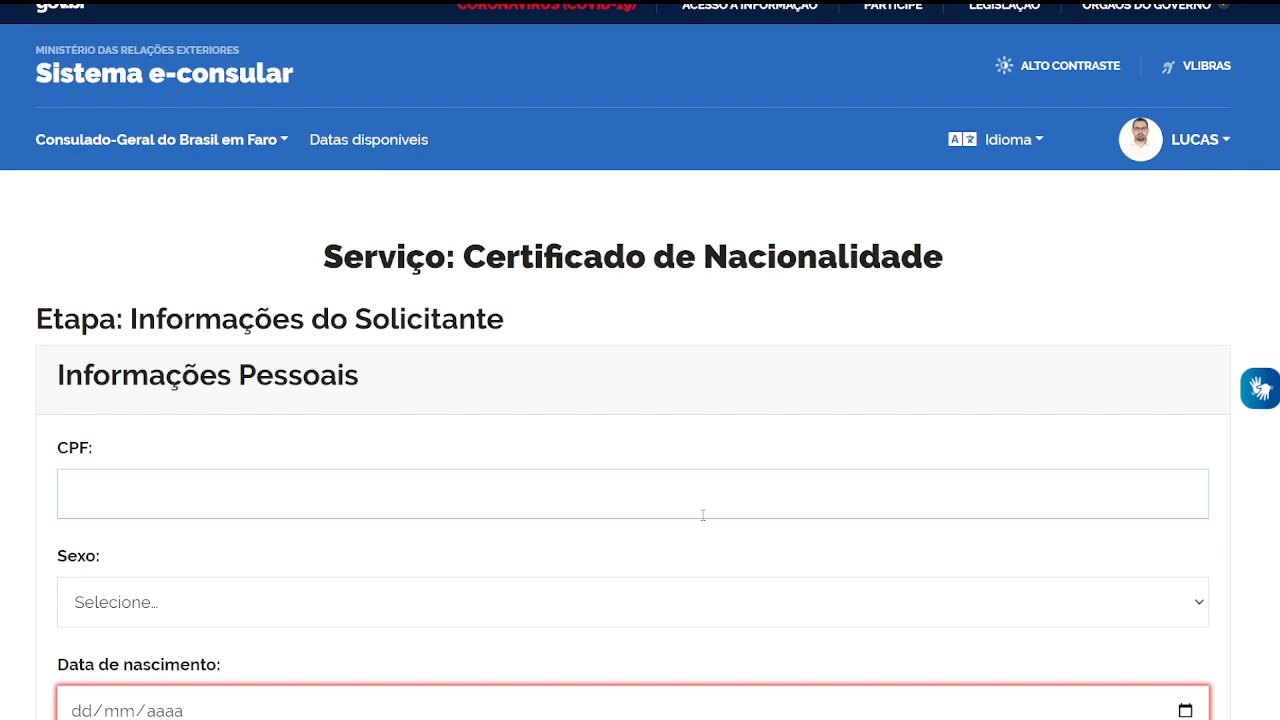 gov.br
CORONAVÍRUS (COVID-19)
ACESSO À INFORMAÇÃO
PARTICIPE
LEGISLAÇÃO
ÓRGÃOS DO GOVERNO
MINISTÉRIO DAS RELAÇÕES EXTERIORES
Sistema e-consular
ALTO CONTRASTE
VLIBRAS
Consulado-Geral do Brasil em Faro
Datas disponíveis
Idioma
LUCAS
Serviço: Certificado de Nacionalidade
Etapa: Informações do Solicitante
Informações Pessoais
CPF:
Sexo:
Selecione...
Data de nascimento:
dd/mm/aaaa